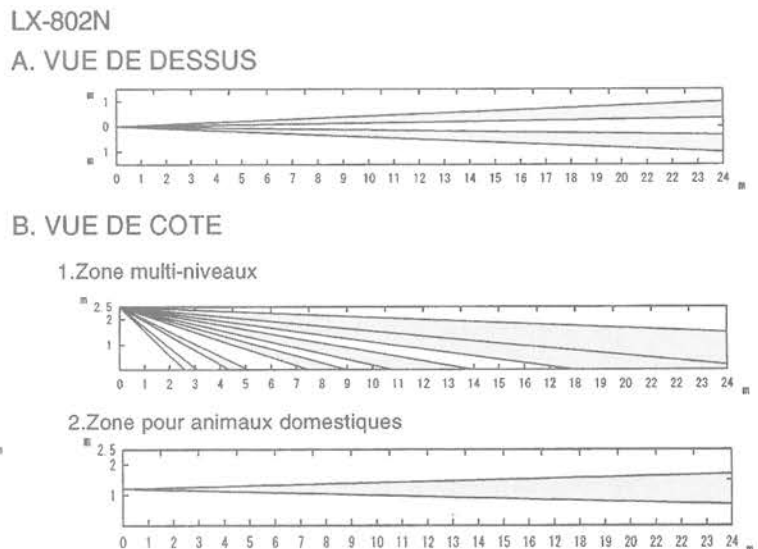 LX-802N
A. VUE DE DESSUS
m
1
0
1
m
0 1 2 3 4 5 6 7 8 9 10 11 12 13 12 15 16 18 19 20 22 22 23 24
m
B. VUE DE COTE
1.Zone multi-niveaux
m
2.5
2
1
0 1 2 3 4 5 6 7 8 9 10 11 12 13 12 15 16 12 18 19 20 22 22 23 24
m
2.Zone pour animaux domestiques
m
2.5
2
1
0 1 2 3 4 5 6 7 8 9 10 11 12 13 12 15 16 18 18 19 20 22 22 23 24
m